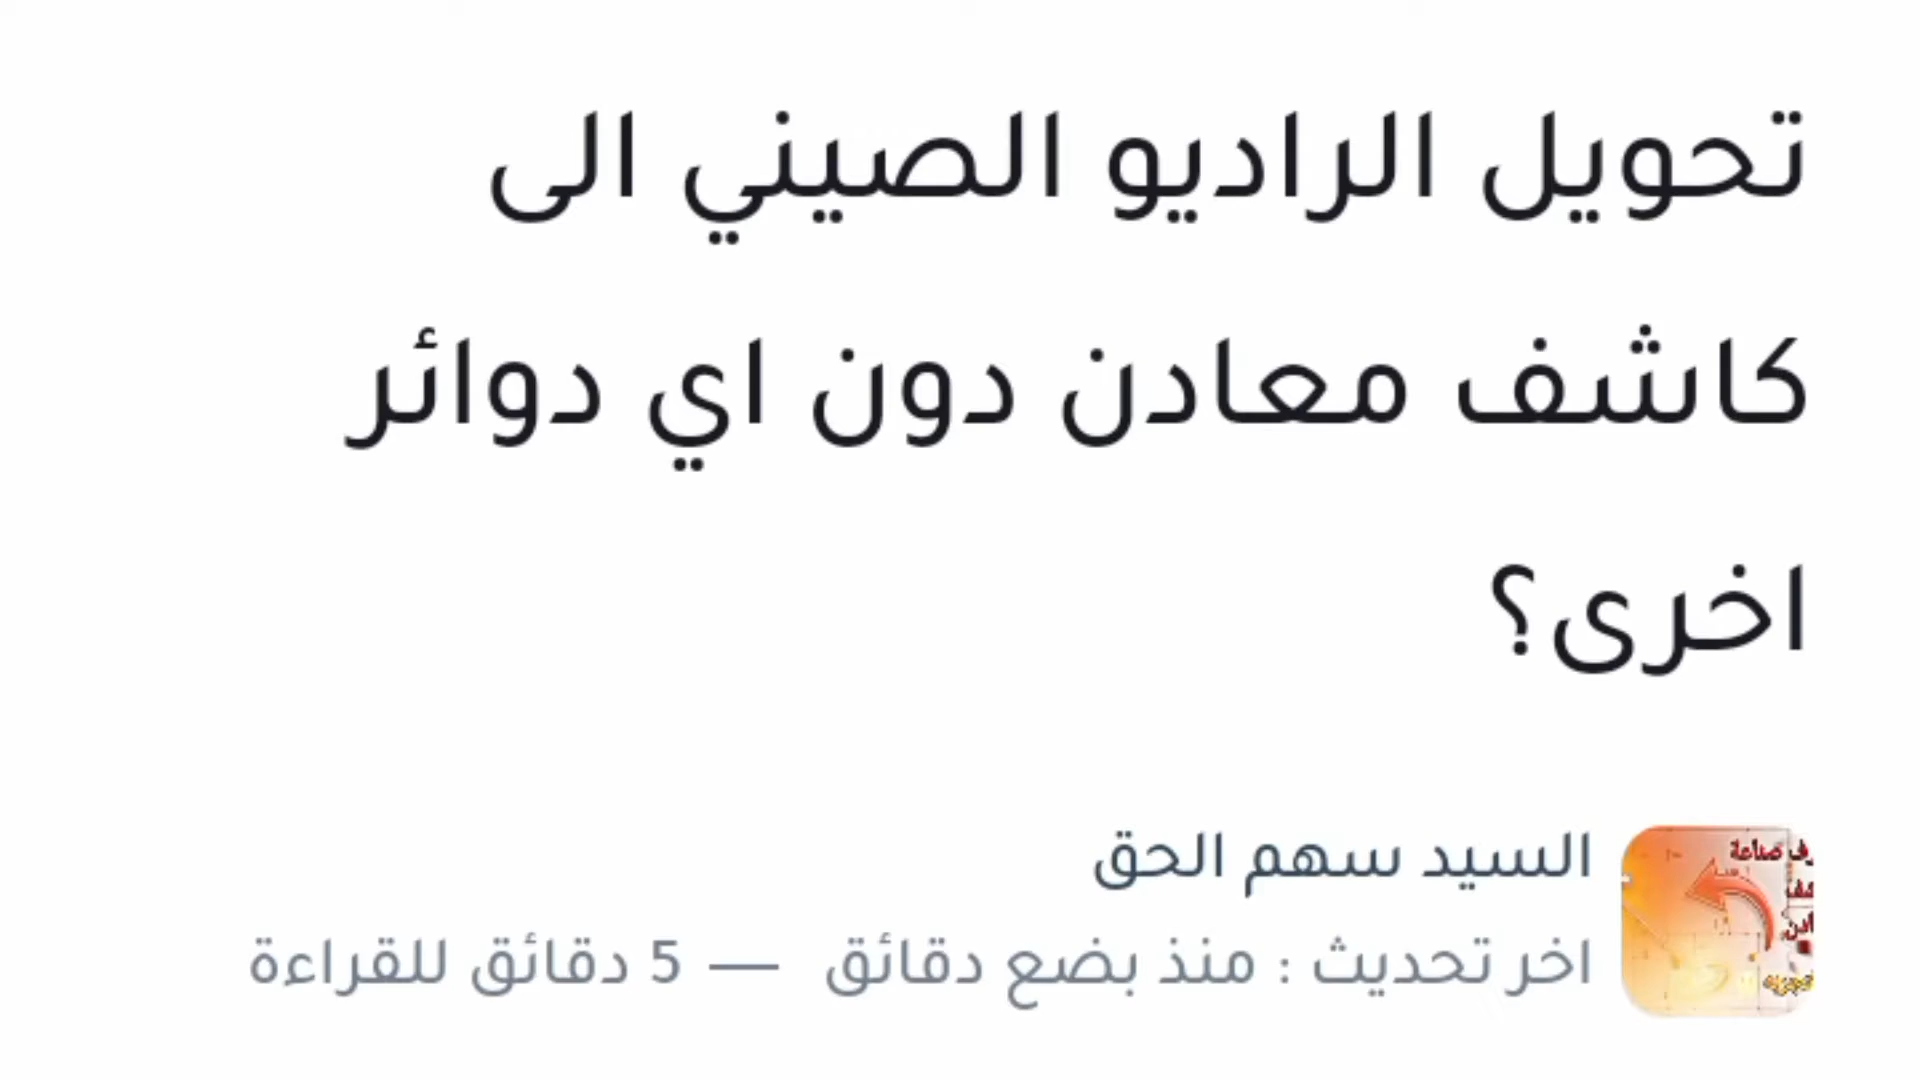 تحويل الراديو الصيني الى
كاشف معادن دون اي دوائر
اخرى؟
السيد سهم الحق
اخر تحديث : منذ بضع دقائق — 5 دقائق للقراءة
صناعة